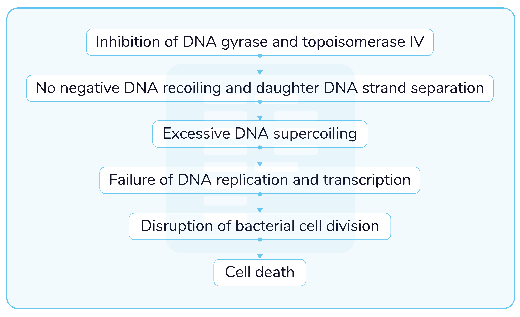 Inhibition of DNA gyrase and topoisomerase IV
No negative DNA recoiling and daughter DNA strand separation
Excessive DNA supercoiling
Failure of DNA replication and transcription
Disruption of bacterial cell division
Cell death